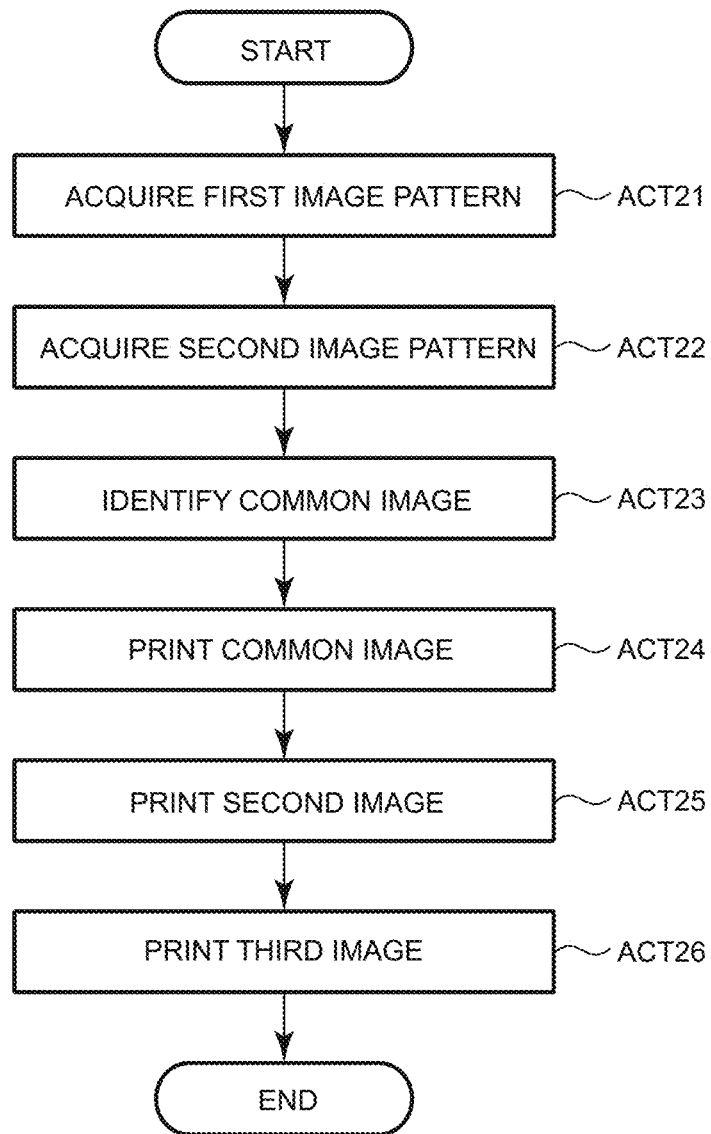 START
ACQUIRE FIRST IMAGE PATTERN ACT21
ACQUIRE SECOND IMAGE PATTERN ACT22
IDENTIFY COMMON IMAGE ACT23
PRINT COMMON IMAGE ACT24
PRINT SECOND IMAGE ACT25
PRINT THIRD IMAGE ACT26
END